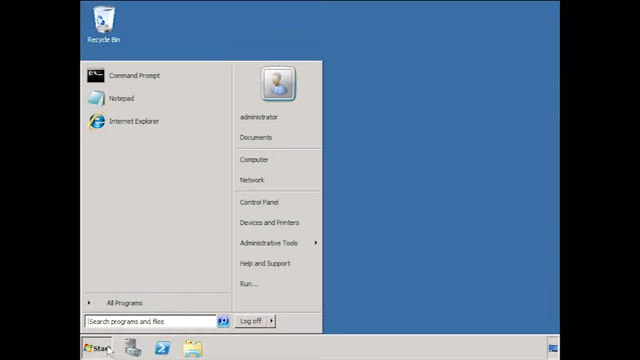 Recycle Bin
Command Prompt
Notepad
Internet Explorer
administrator
Documents
Computer
Network
Control Panel
Devices and Printers
Administrative Tools
Help and Support
Run...
All Programs
Search programs and files
Log off
Start